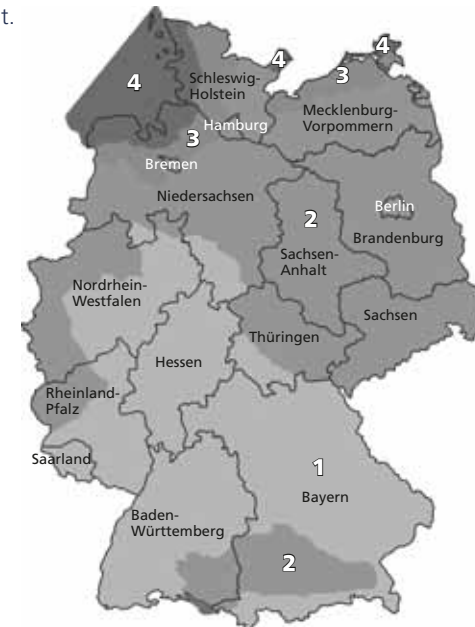 t.
4
4
4
3
Schleswig-
Holstein
Mecklenburg-
Vorpommern
3
Hamburg
Bremen
Niedersachsen
2
Berlin
Brandenburg
Sachsen-
Anhalt
Nordrhein-
Westfalen
Sachsen
Thüringen
Hessen
Rheinland-
Pfalz
Saarland
1
Bayern
Baden-
Württemberg
2